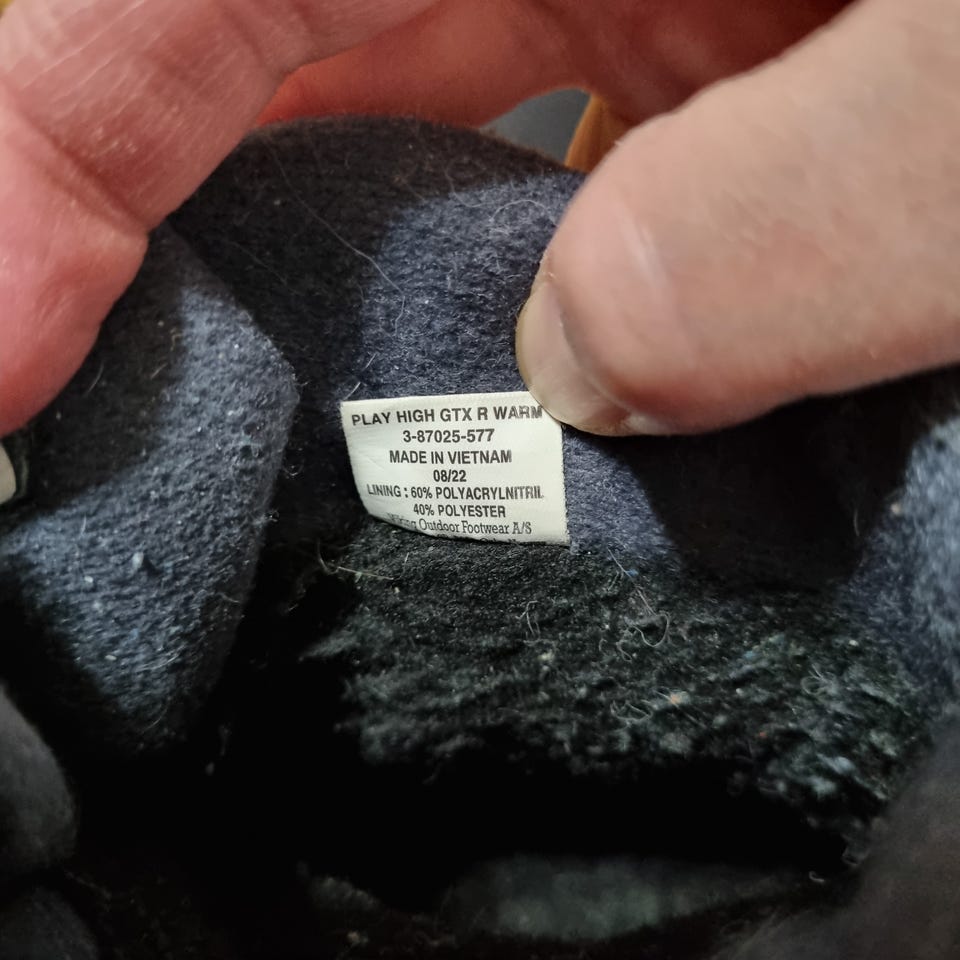 PLAY HIGH GTX R WARM
3-87025-577
MADE IN VIETNAM
08/22
LINING : 60% POLYACRYLNITRIL
40% POLYESTER
Viking Outdoor Footwear A/S